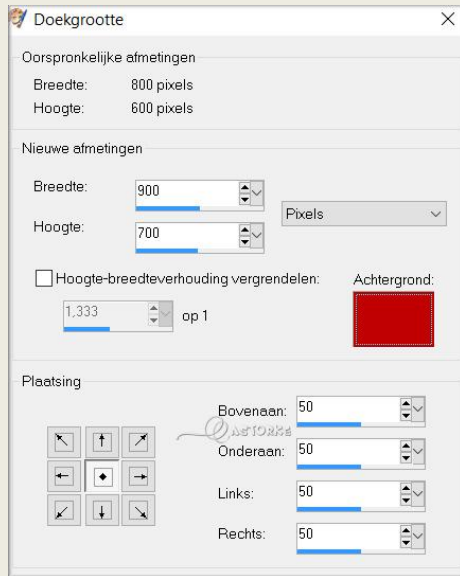 Doekgrootte
Oorspronkelijke afmetingen
Breedte: 800 pixels
Hoogte: 600 pixels
Nieuwe afmetingen
Breedte: 900
Pixels
Hoogte: 700
Hoogte-breedteverhouding vergrendelen:
Achtergrond:
1,333 op 1
Plaatsing
Bovenaan: 50
Castorke
Onderaan: 50
Links: 50
Rechts: 50